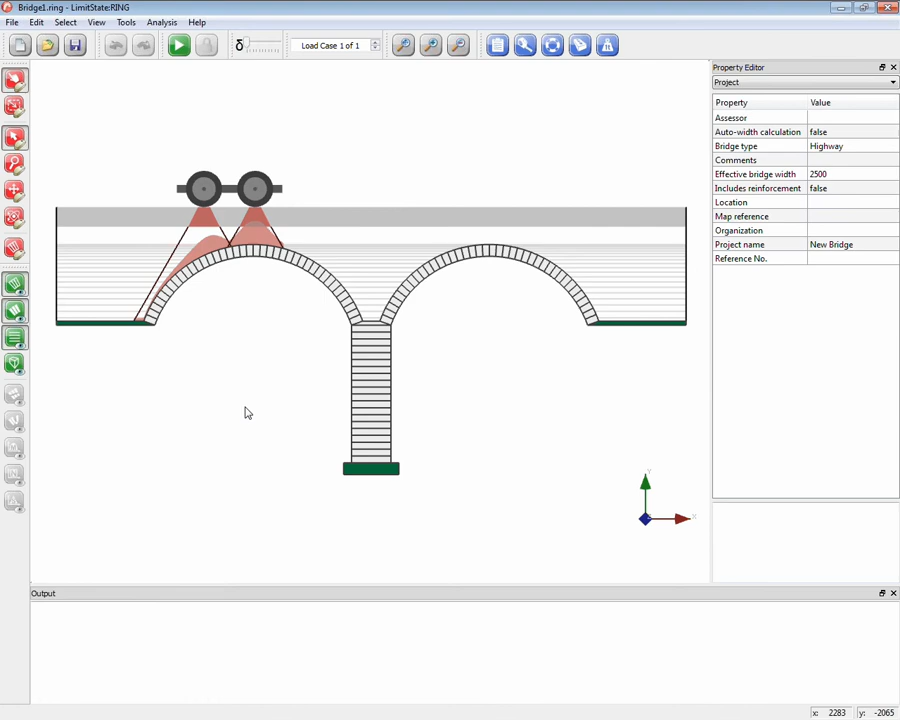 Bridge1.ring - LimitState:RING
File Edit Select View Tools Analysis Help
δ Load Case 1 of 1
Property Editor
Project
Property Value
Assessor
Auto-width calculation false
Bridge type Highway
Comments
Effective bridge width 2500
Includes reinforcement false
Location
Map reference
Organization
Project name New Bridge
Reference No.
Y
X
Output
x: 2283 y: -2065